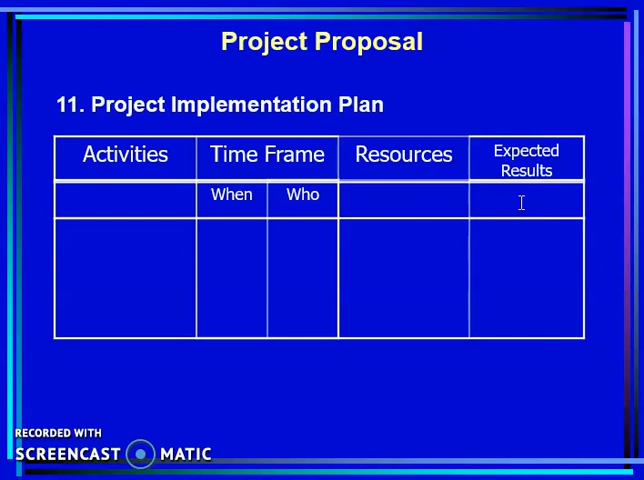 Project Proposal
11. Project Implementation Plan
Activities Time Frame Resources Expected Results
When Who
RECORDED WITH
SCREENCAST MATIC